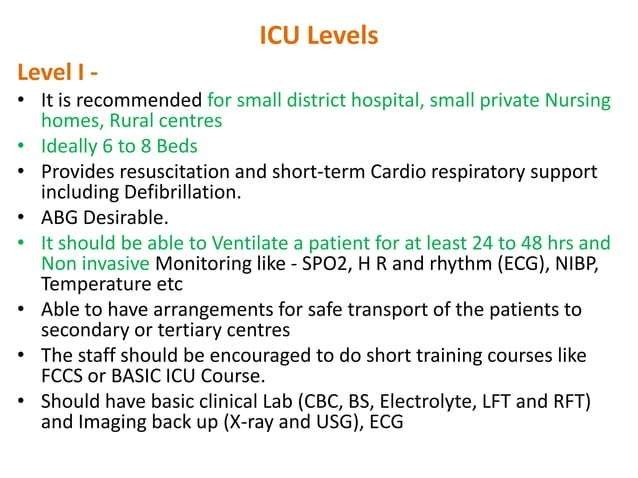 ICU Levels
Level I -
• It is recommended for small district hospital, small private Nursing
homes, Rural centres
• Ideally 6 to 8 Beds
• Provides resuscitation and short-term Cardio respiratory support
including Defibrillation.
• ABG Desirable.
• It should be able to Ventilate a patient for at least 24 to 48 hrs and
Non invasive Monitoring like - SPO2, H R and rhythm (ECG), NIBP,
Temperature etc
• Able to have arrangements for safe transport of the patients to
secondary or tertiary centres
• The staff should be encouraged to do short training courses like
FCCS or BASIC ICU Course.
• Should have basic clinical Lab (CBC, BS, Electrolyte, LFT and RFT)
and Imaging back up (X-ray and USG), ECG